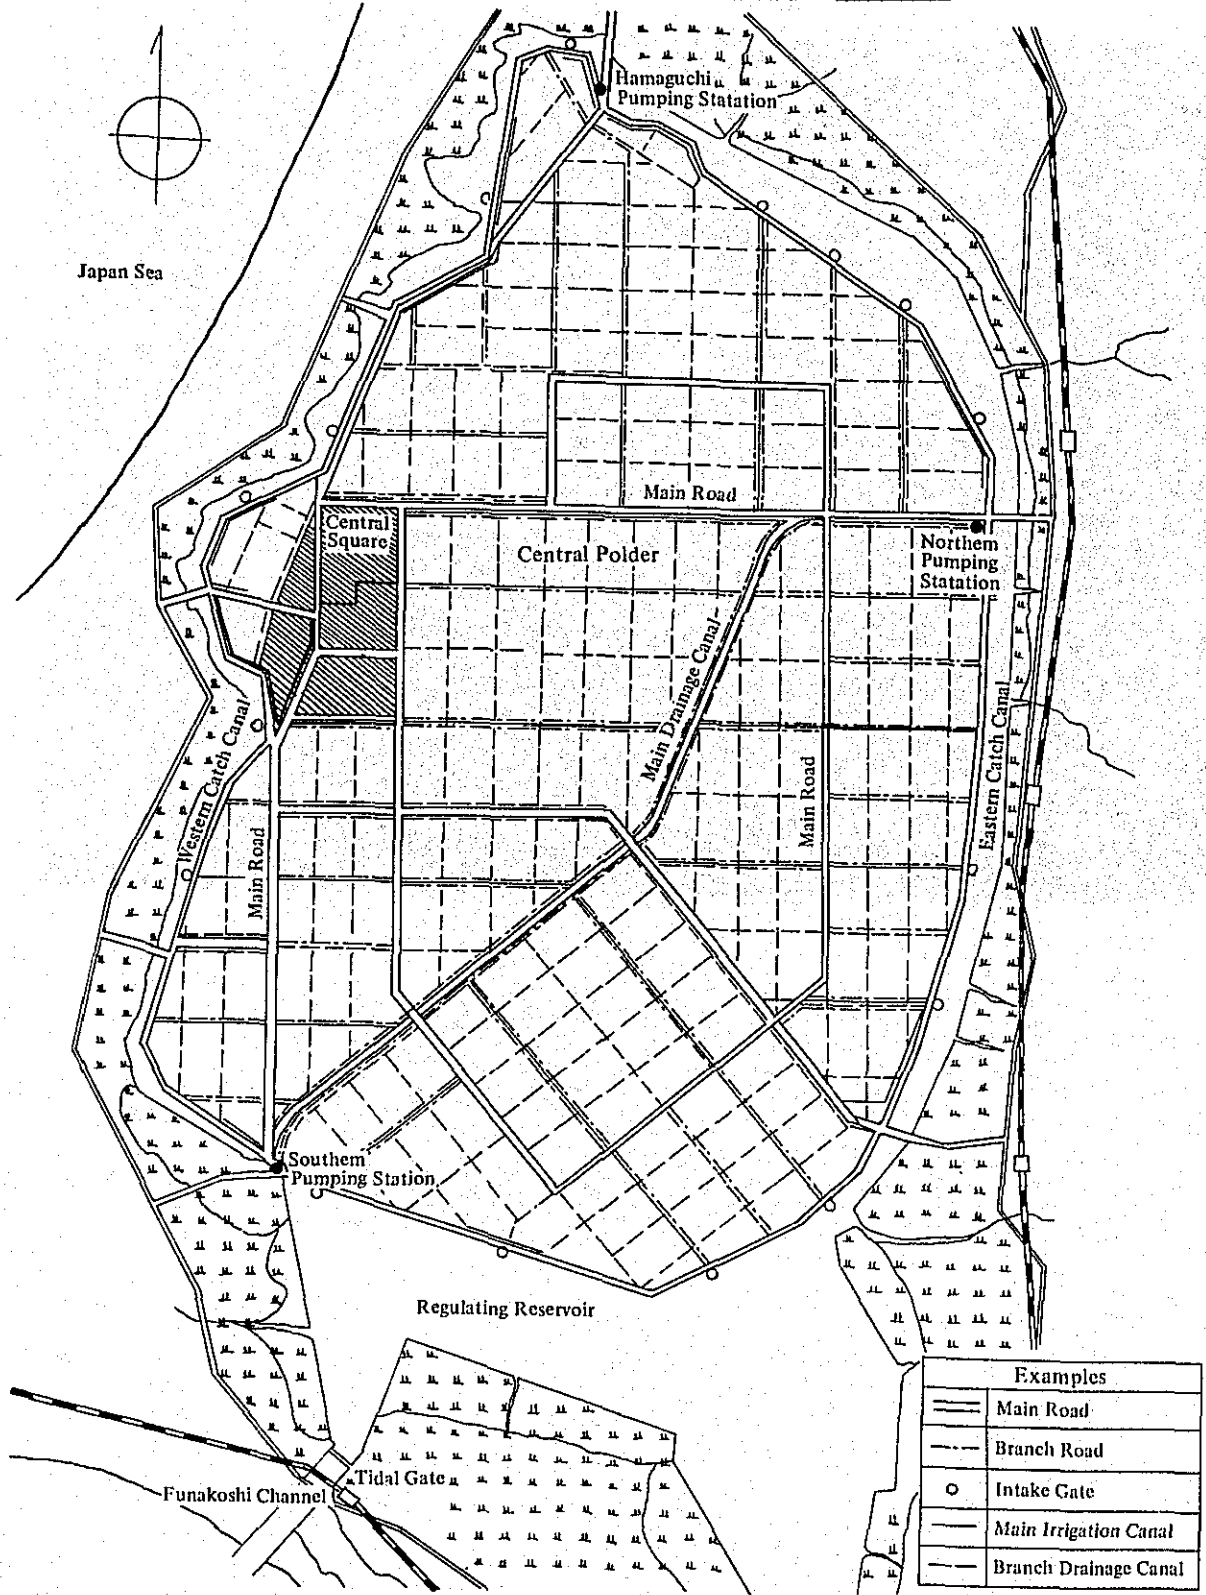 Hamaguchi
Pumping Statation
Japan Sea
Main Road
Central
Square
Central Polder
Northem
Pumping
Statation
Main Drainage Canal
Western Catch Canal
Main Road
Main Road
Eastern Catch Canal
Southem
Pumping Station
Regulating Reservoir
Tidal Gate
Funakoshi Channel
Examples
Main Road
Branch Road
Intake Gate
Main Irrigation Canal
Branch Drainage Canal